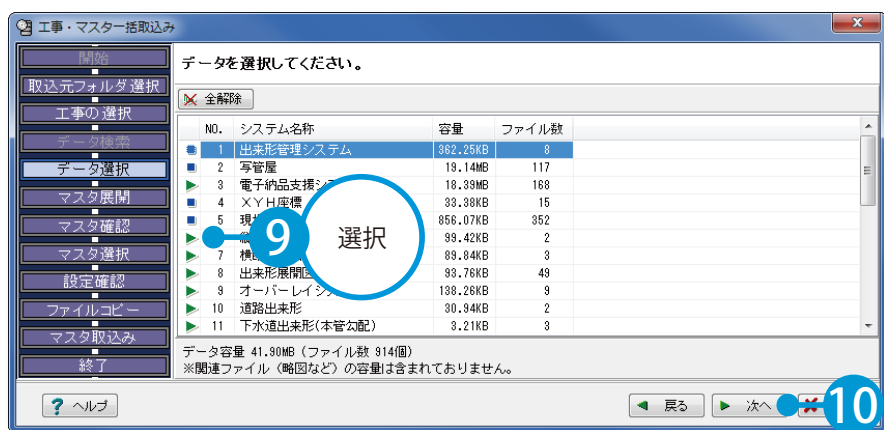 工事・マスター括取込み
開始
取込元フォルダ選択
工事の選択
データ検索
データ選択
マスタ展開
マスタ確認
マスタ選択
設定確認
ファイルコピー
マスタ取込み
終了
データを選択してください。
全解除
NO. システム名称 容量 ファイル数
1 出来形管理システム 362.25KB 8
2 写管屋 19.14MB 117
3 電子納品支援シ 18.39MB 168
4 XYH座標 33.38KB 15
5 現 856.07KB 352
99.42KB 2
7 横 89.84KB 3
8 出来形展開 93.76KB 49
9 オーバーレイシ 138.26KB 9
10 道路出来形 30.94KB 2
11 下水道出来形(本管勾配) 3.21KB 3
9 選択
データ容量 41.90MB (ファイル数 914個)
※関連ファイル（略図など）の容量は含まれておりません。
? ヘルプ
戻る
次へ
10